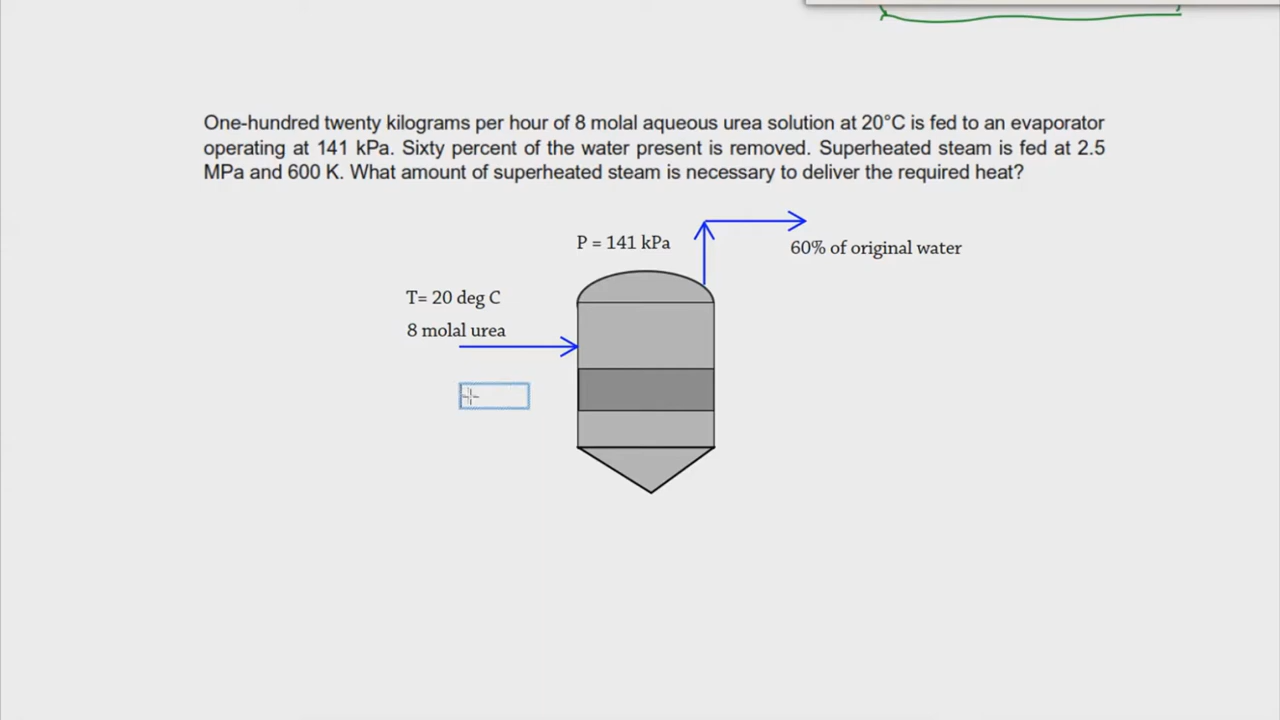 One-hundred twenty kilograms per hour of 8 molal aqueous urea solution at 20°C is fed to an evaporator
operating at 141 kPa. Sixty percent of the water present is removed. Superheated steam is fed at 2.5
MPa and 600 K. What amount of superheated steam is necessary to deliver the required heat?
P = 141 kPa
60% of original water
T= 20 deg C
8 molal urea